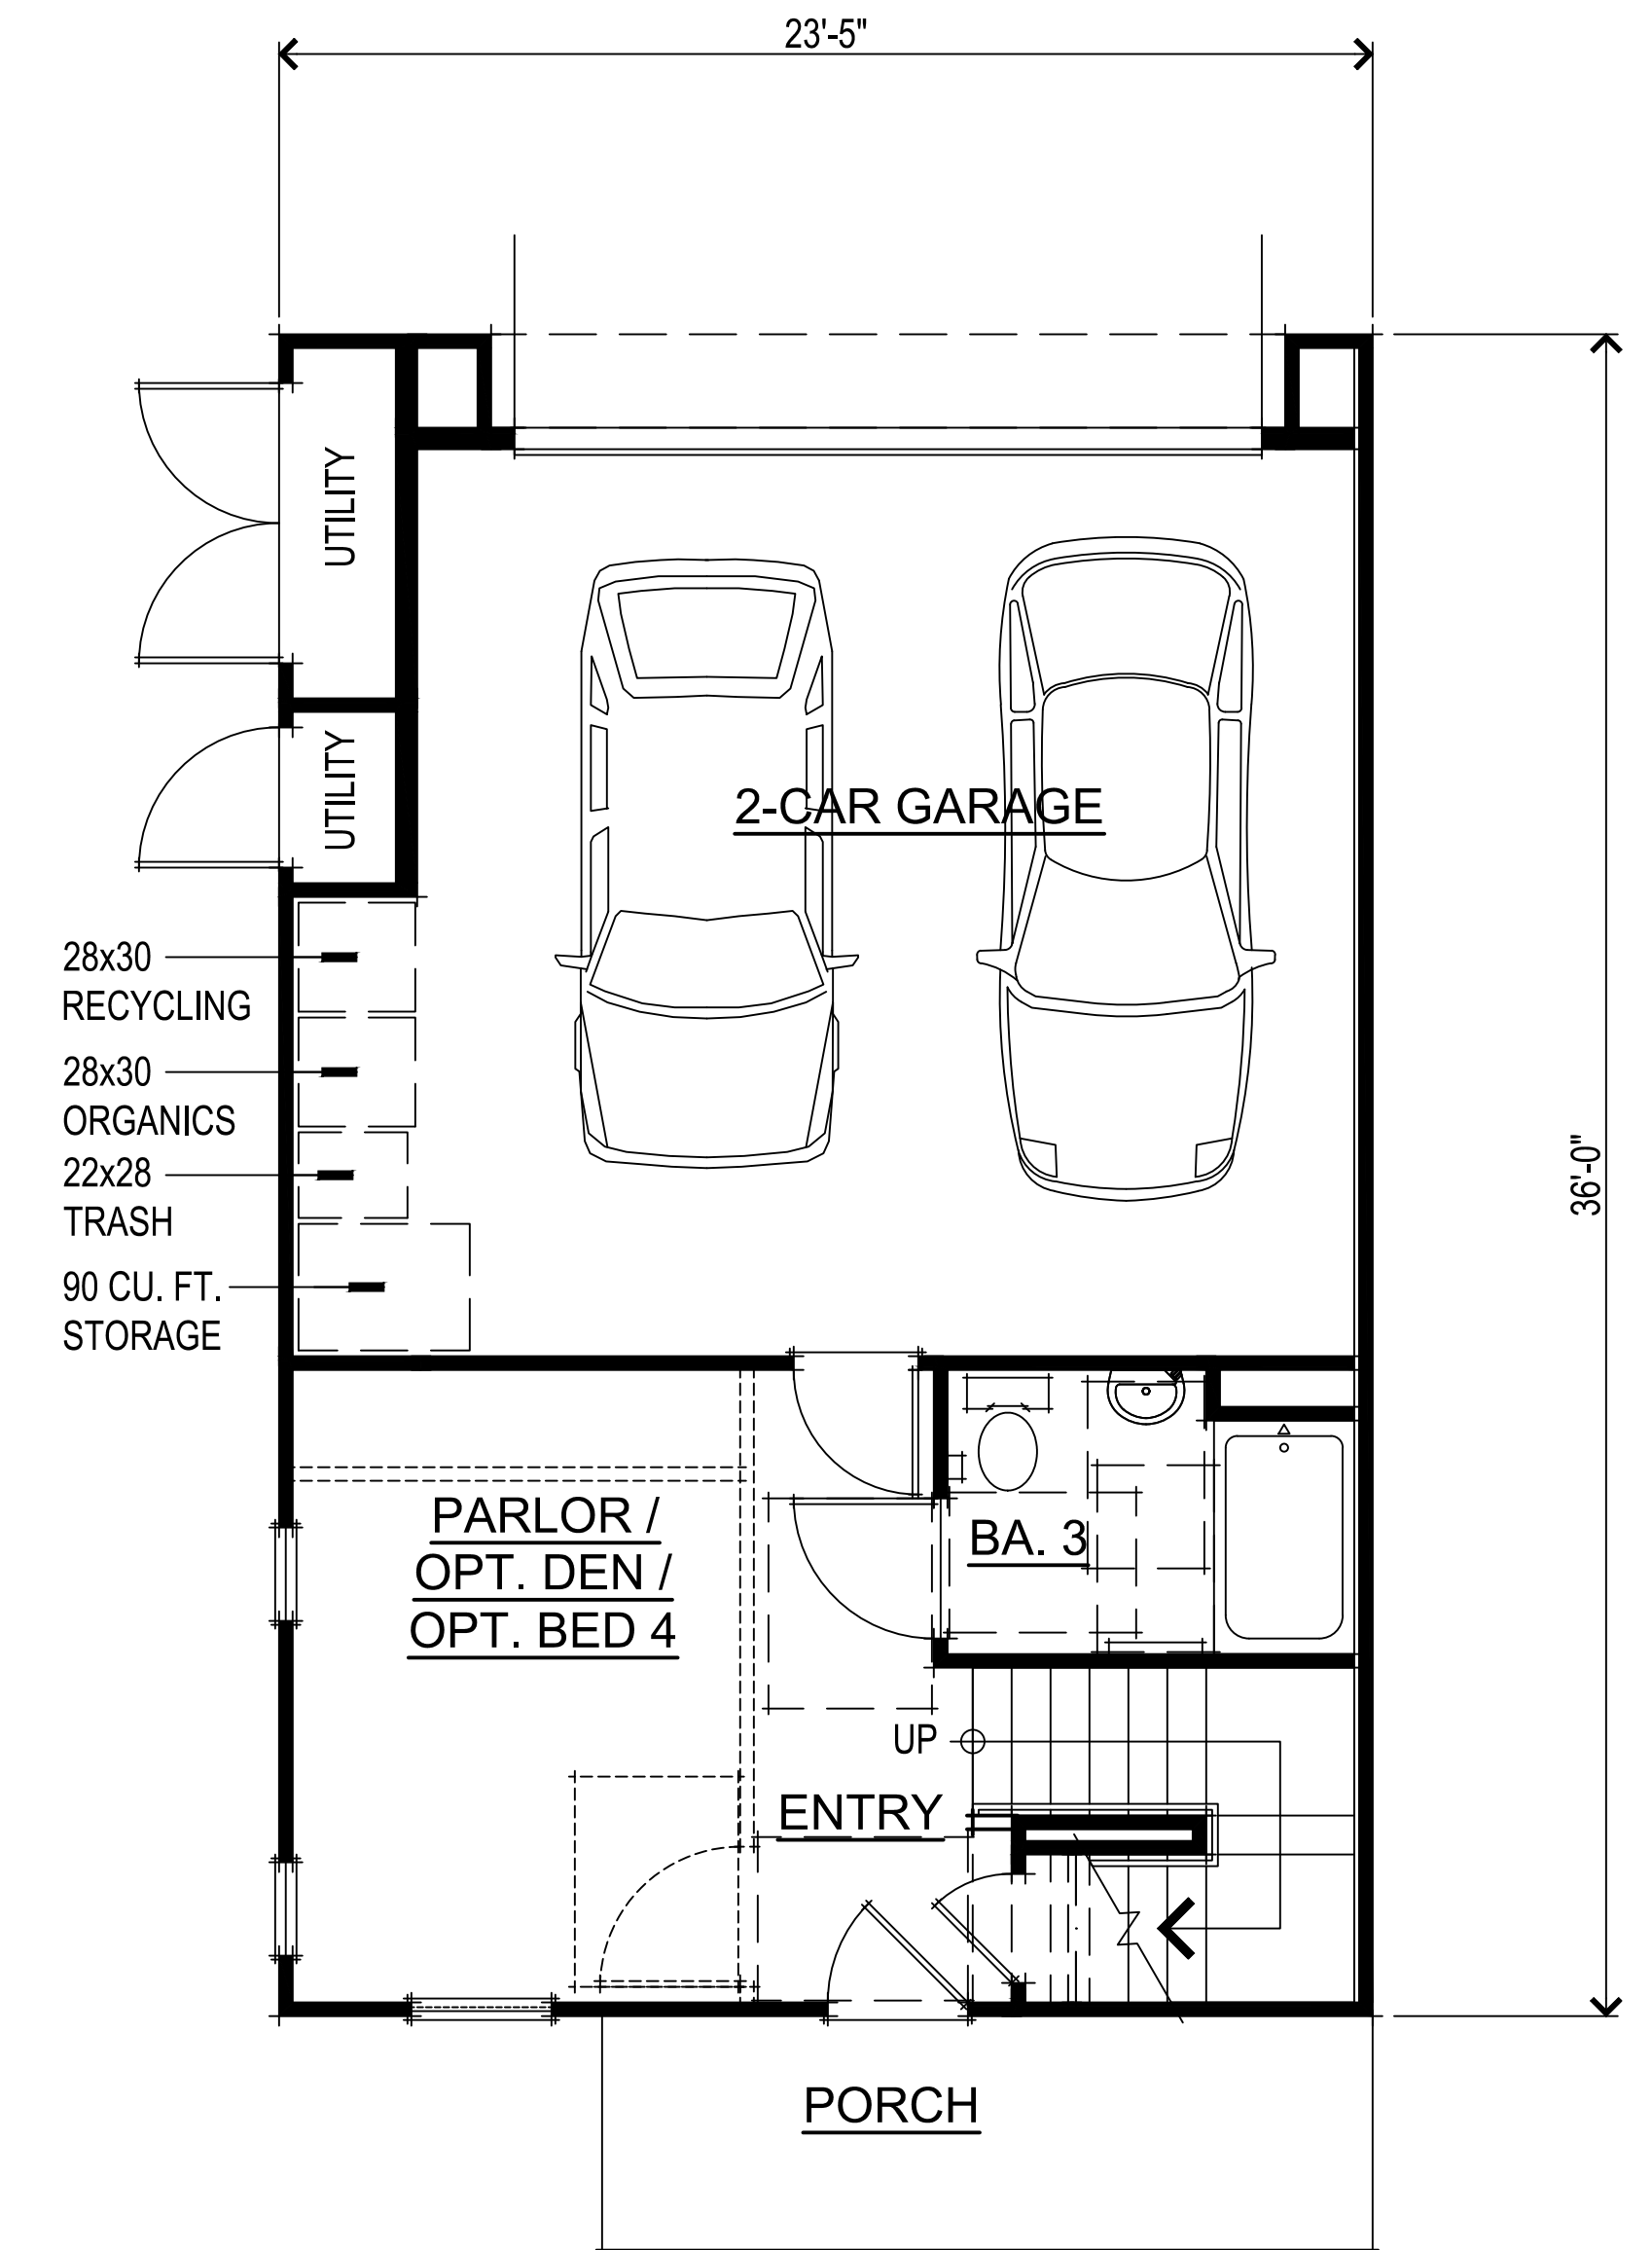 23'-5"
UTILITY
UTILITY
2-CAR GARAGE
28x30
RECYCLING
28x30
ORGANICS
22x28
TRASH
90 CU. FT.
STORAGE
36'-0"
PARLOR /
OPT. DEN /
OPT. BED 4
BA. 3
UP
ENTRY
PORCH